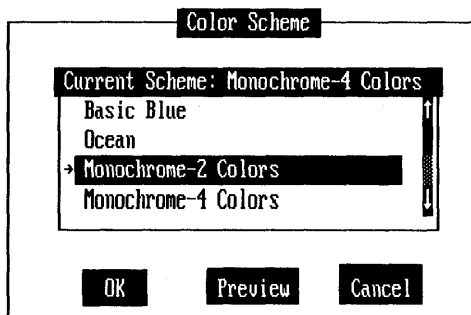 Color Scheme
Current Scheme: Monochrome-4 Colors
Basic Blue
Ocean
→ Monochrome-2 Colors
Monochrome-4 Colors
OK Preview Cancel